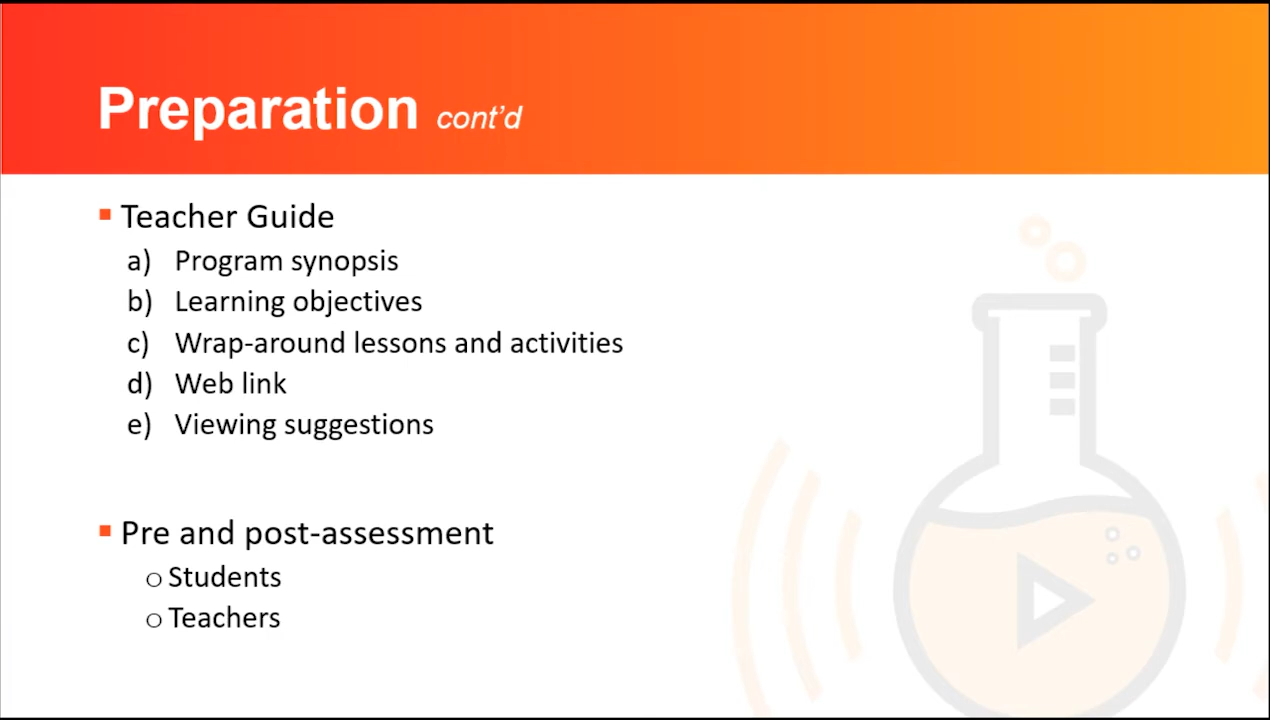 Preparation cont'd
▪ Teacher Guide
a) Program synopsis
b) Learning objectives
c) Wrap-around lessons and activities
d) Web link
e) Viewing suggestions
▪ Pre and post-assessment
o Students
o Teachers